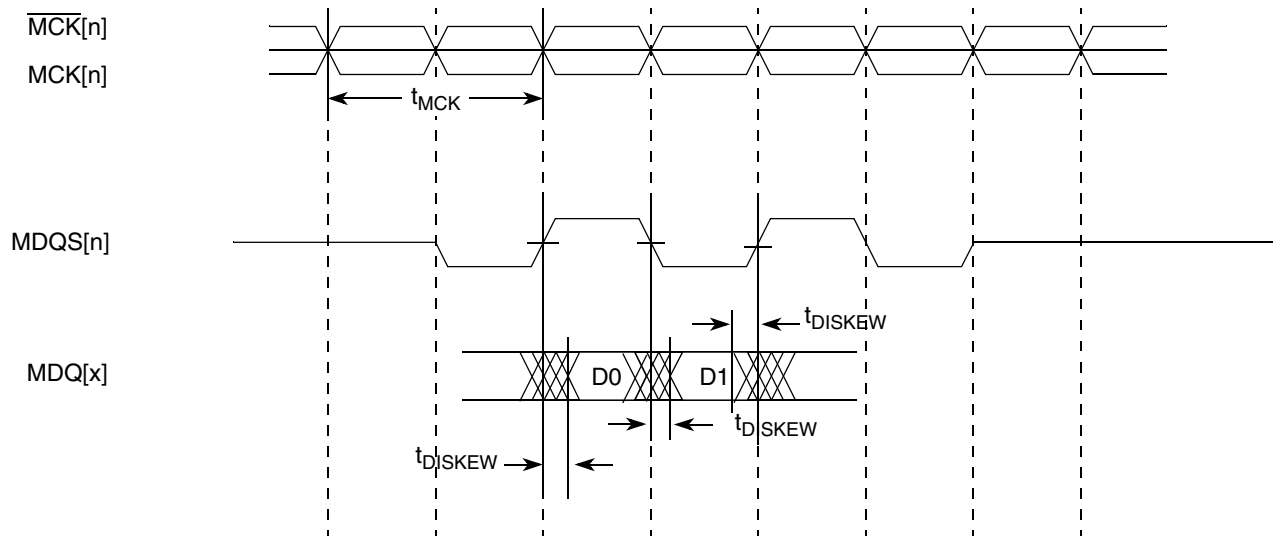 MCK[n]
MCK[n]
tMCK
MDQS[n]
tDISKEW
MDQ[x]
D0
D1
tDISKEW
tDISKEW